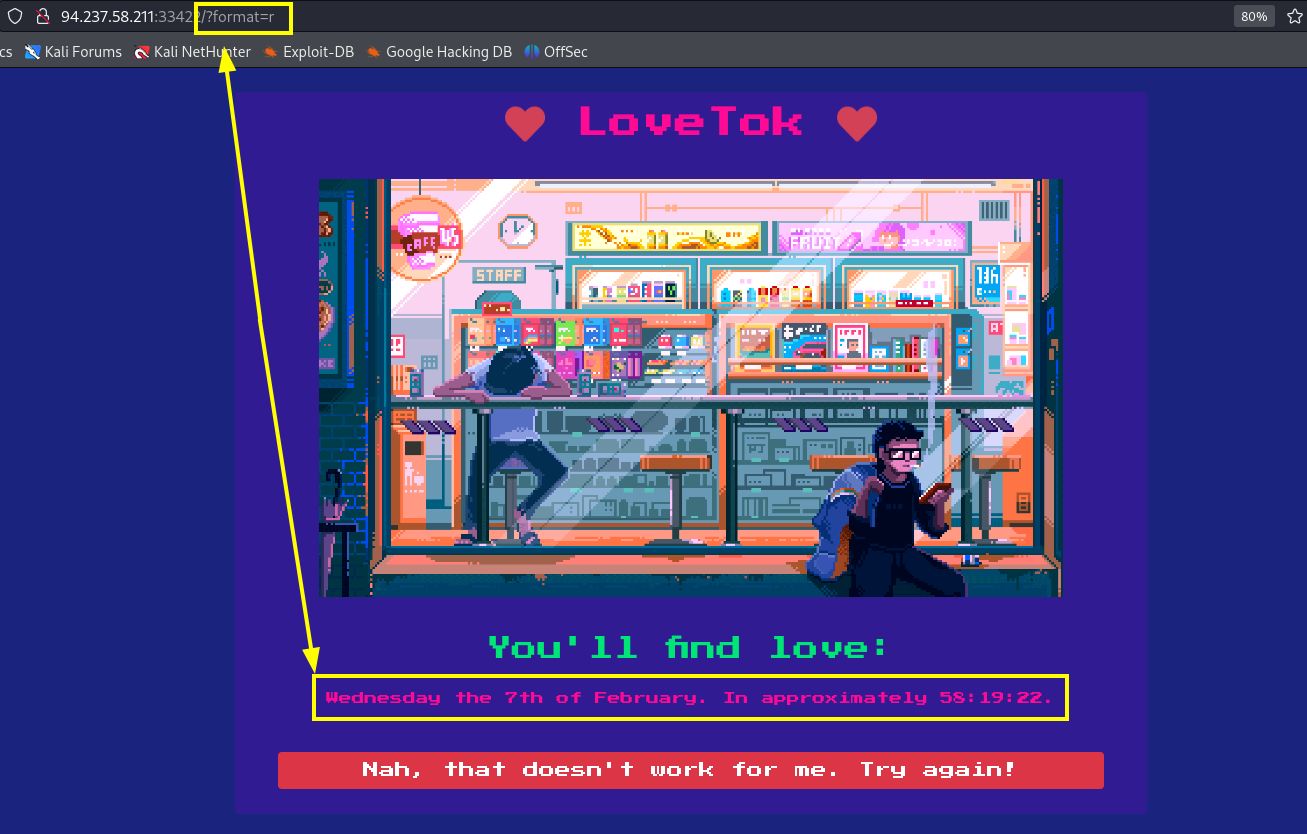 94.237.58.211:33422/?format=r
80%
cs Kali Forums Kali NetHunter Exploit-DB Google Hacking DB OffSec
LoveTok
CAFE
45
FRUIT
STAFF
You'll find love:
Wednesday the 7th of February. In approximately 58:19:22.
Nah, that doesn't work for me. Try again!